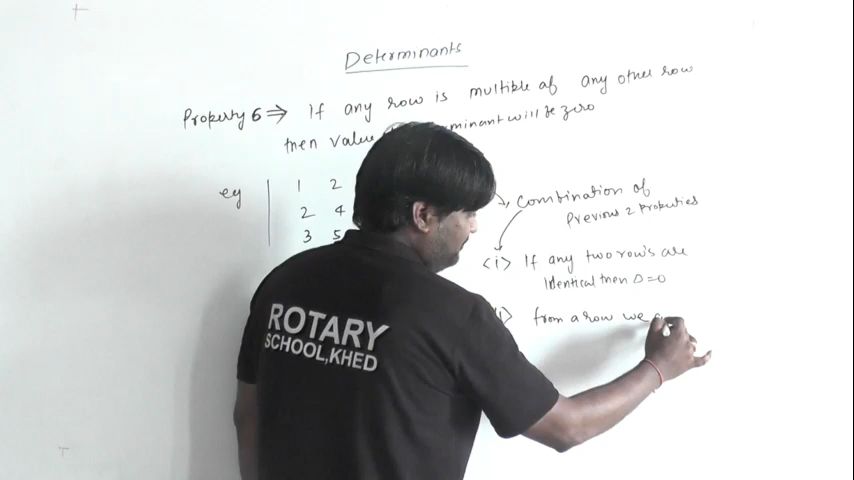 Determinants
Property 6 ⇒ If any row is multiple of any other row
then value minant will be zero
eg 1 2
2 4
3 5
combination of
Previous 2 Properties
<i> If any two row's are
Identical then Δ=0
from a row we
ROTARY
SCHOOL,KHED